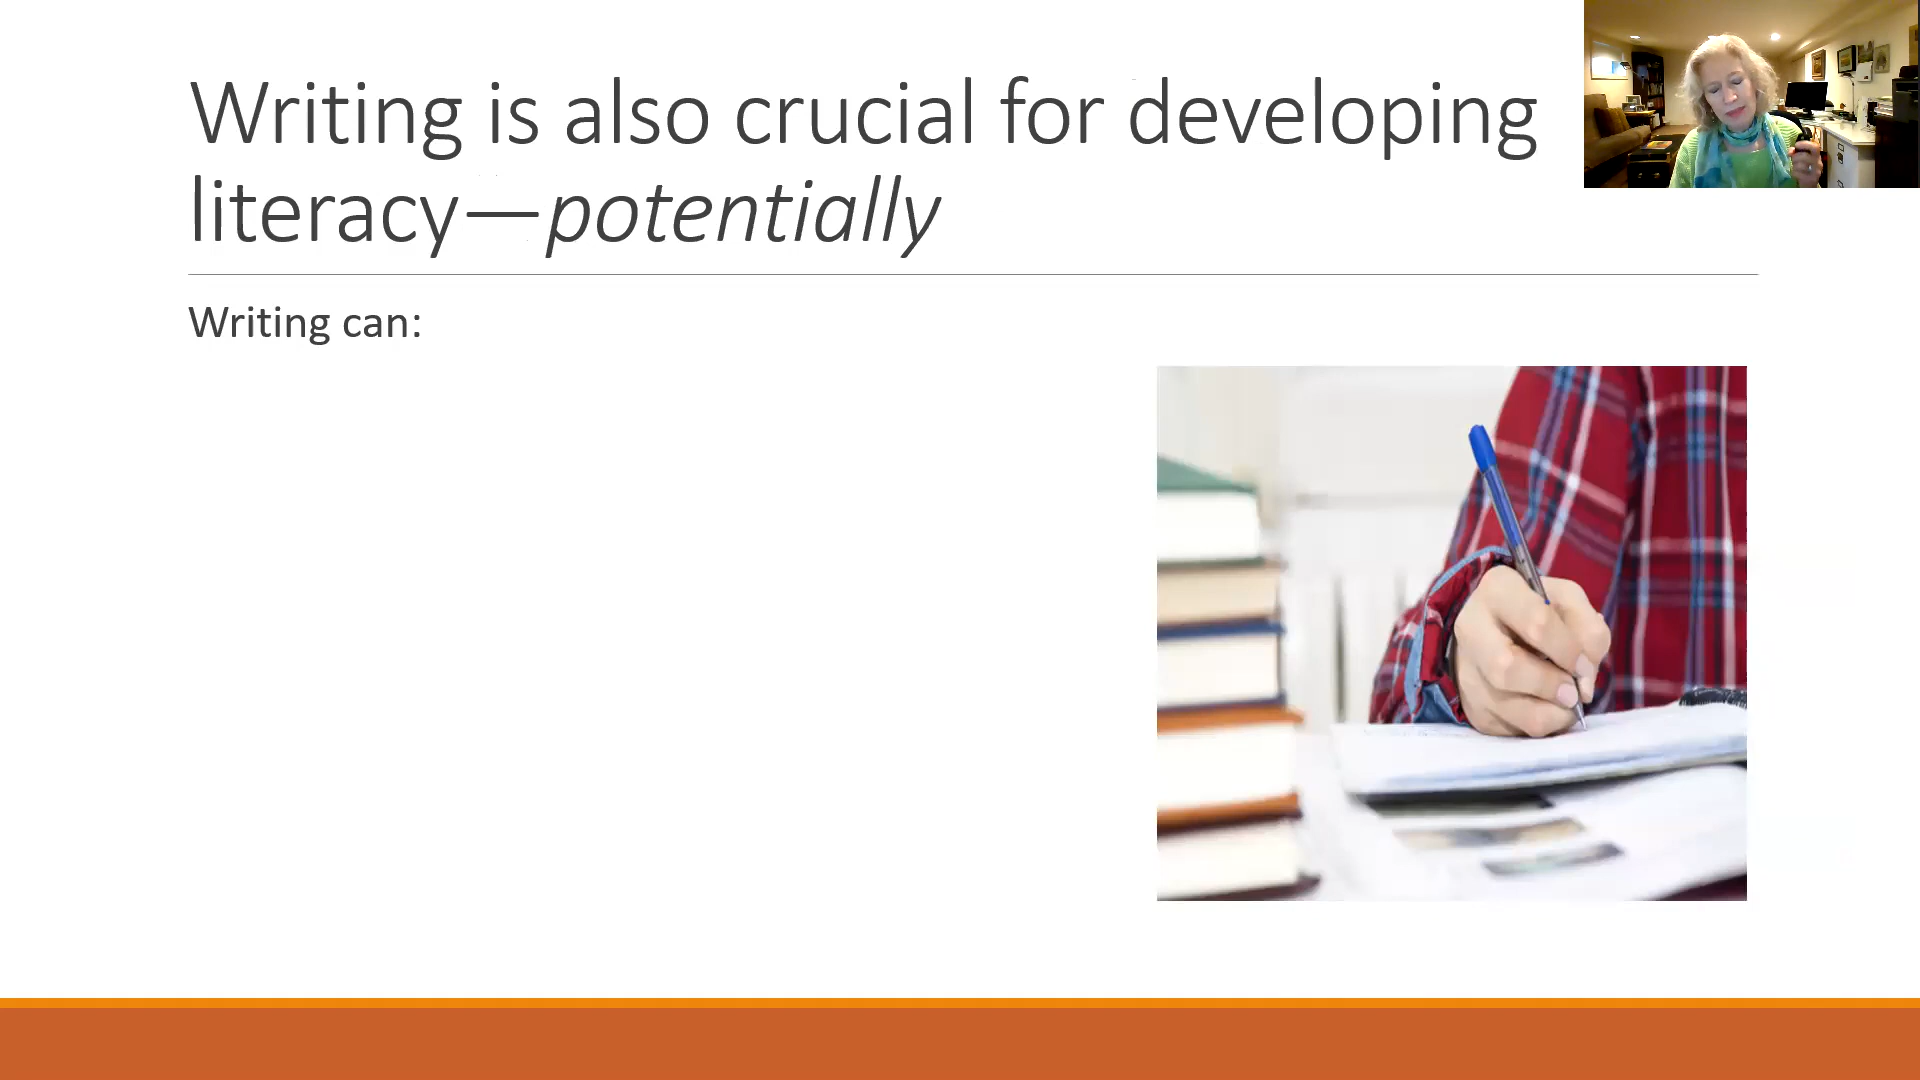 Writing is also crucial for developing
literacy—potentially
Writing can: